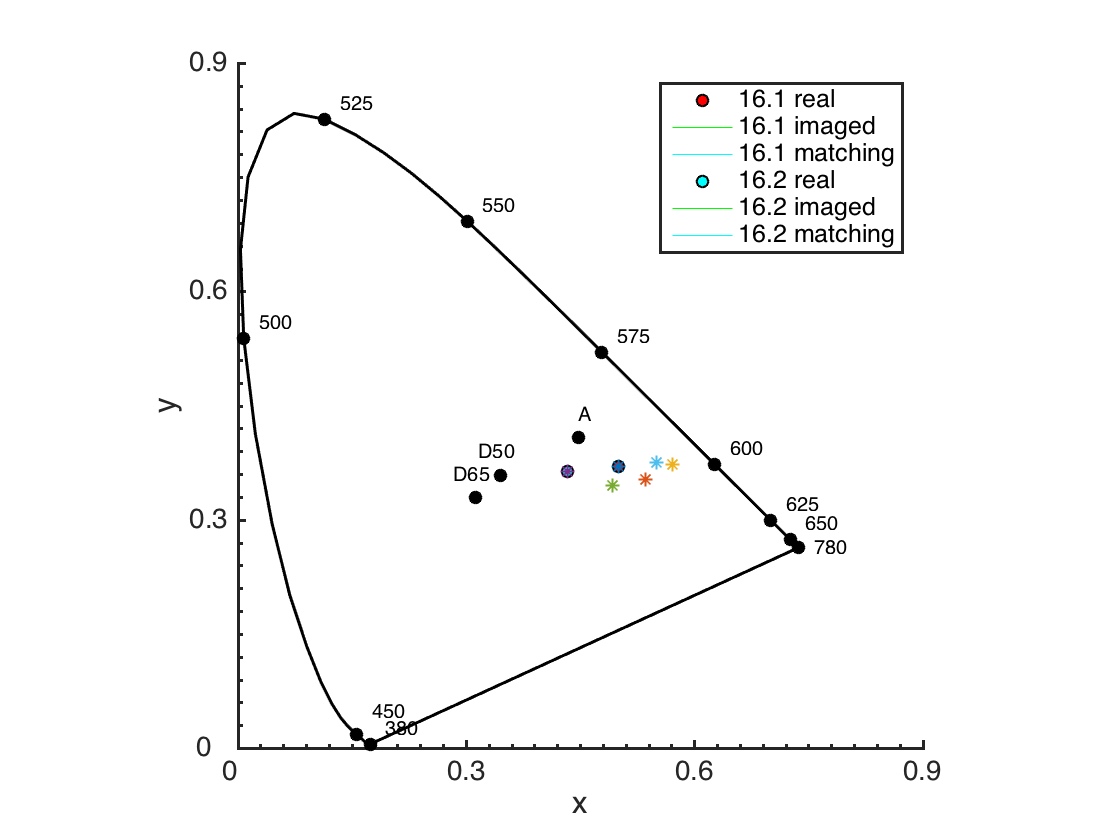 0.9
525
16.1 real
16.1 imaged
16.1 matching
16.2 real
16.2 imaged
16.2 matching
550
0.6
500
575
y
A
D50
600
D65
0.3
625
650
780
450
380
0
0
0.3
0.6
0.9
x